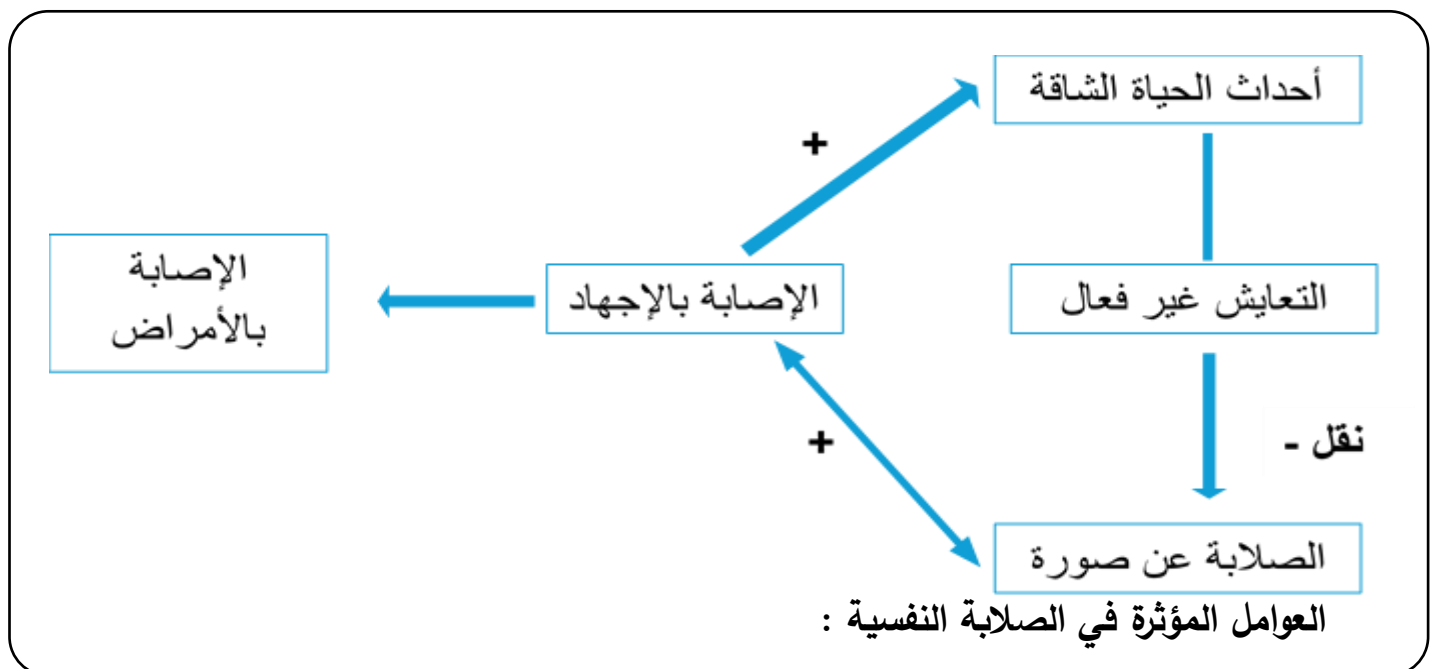 أحداث الحياة الشاقة
+
الإصابة
بالأمراض
الإصابة بالإجهاد
التعايش غير فعال
نقل -
+
الصلابة عن صورة
العوامل المؤثرة في الصلابة النفسية :